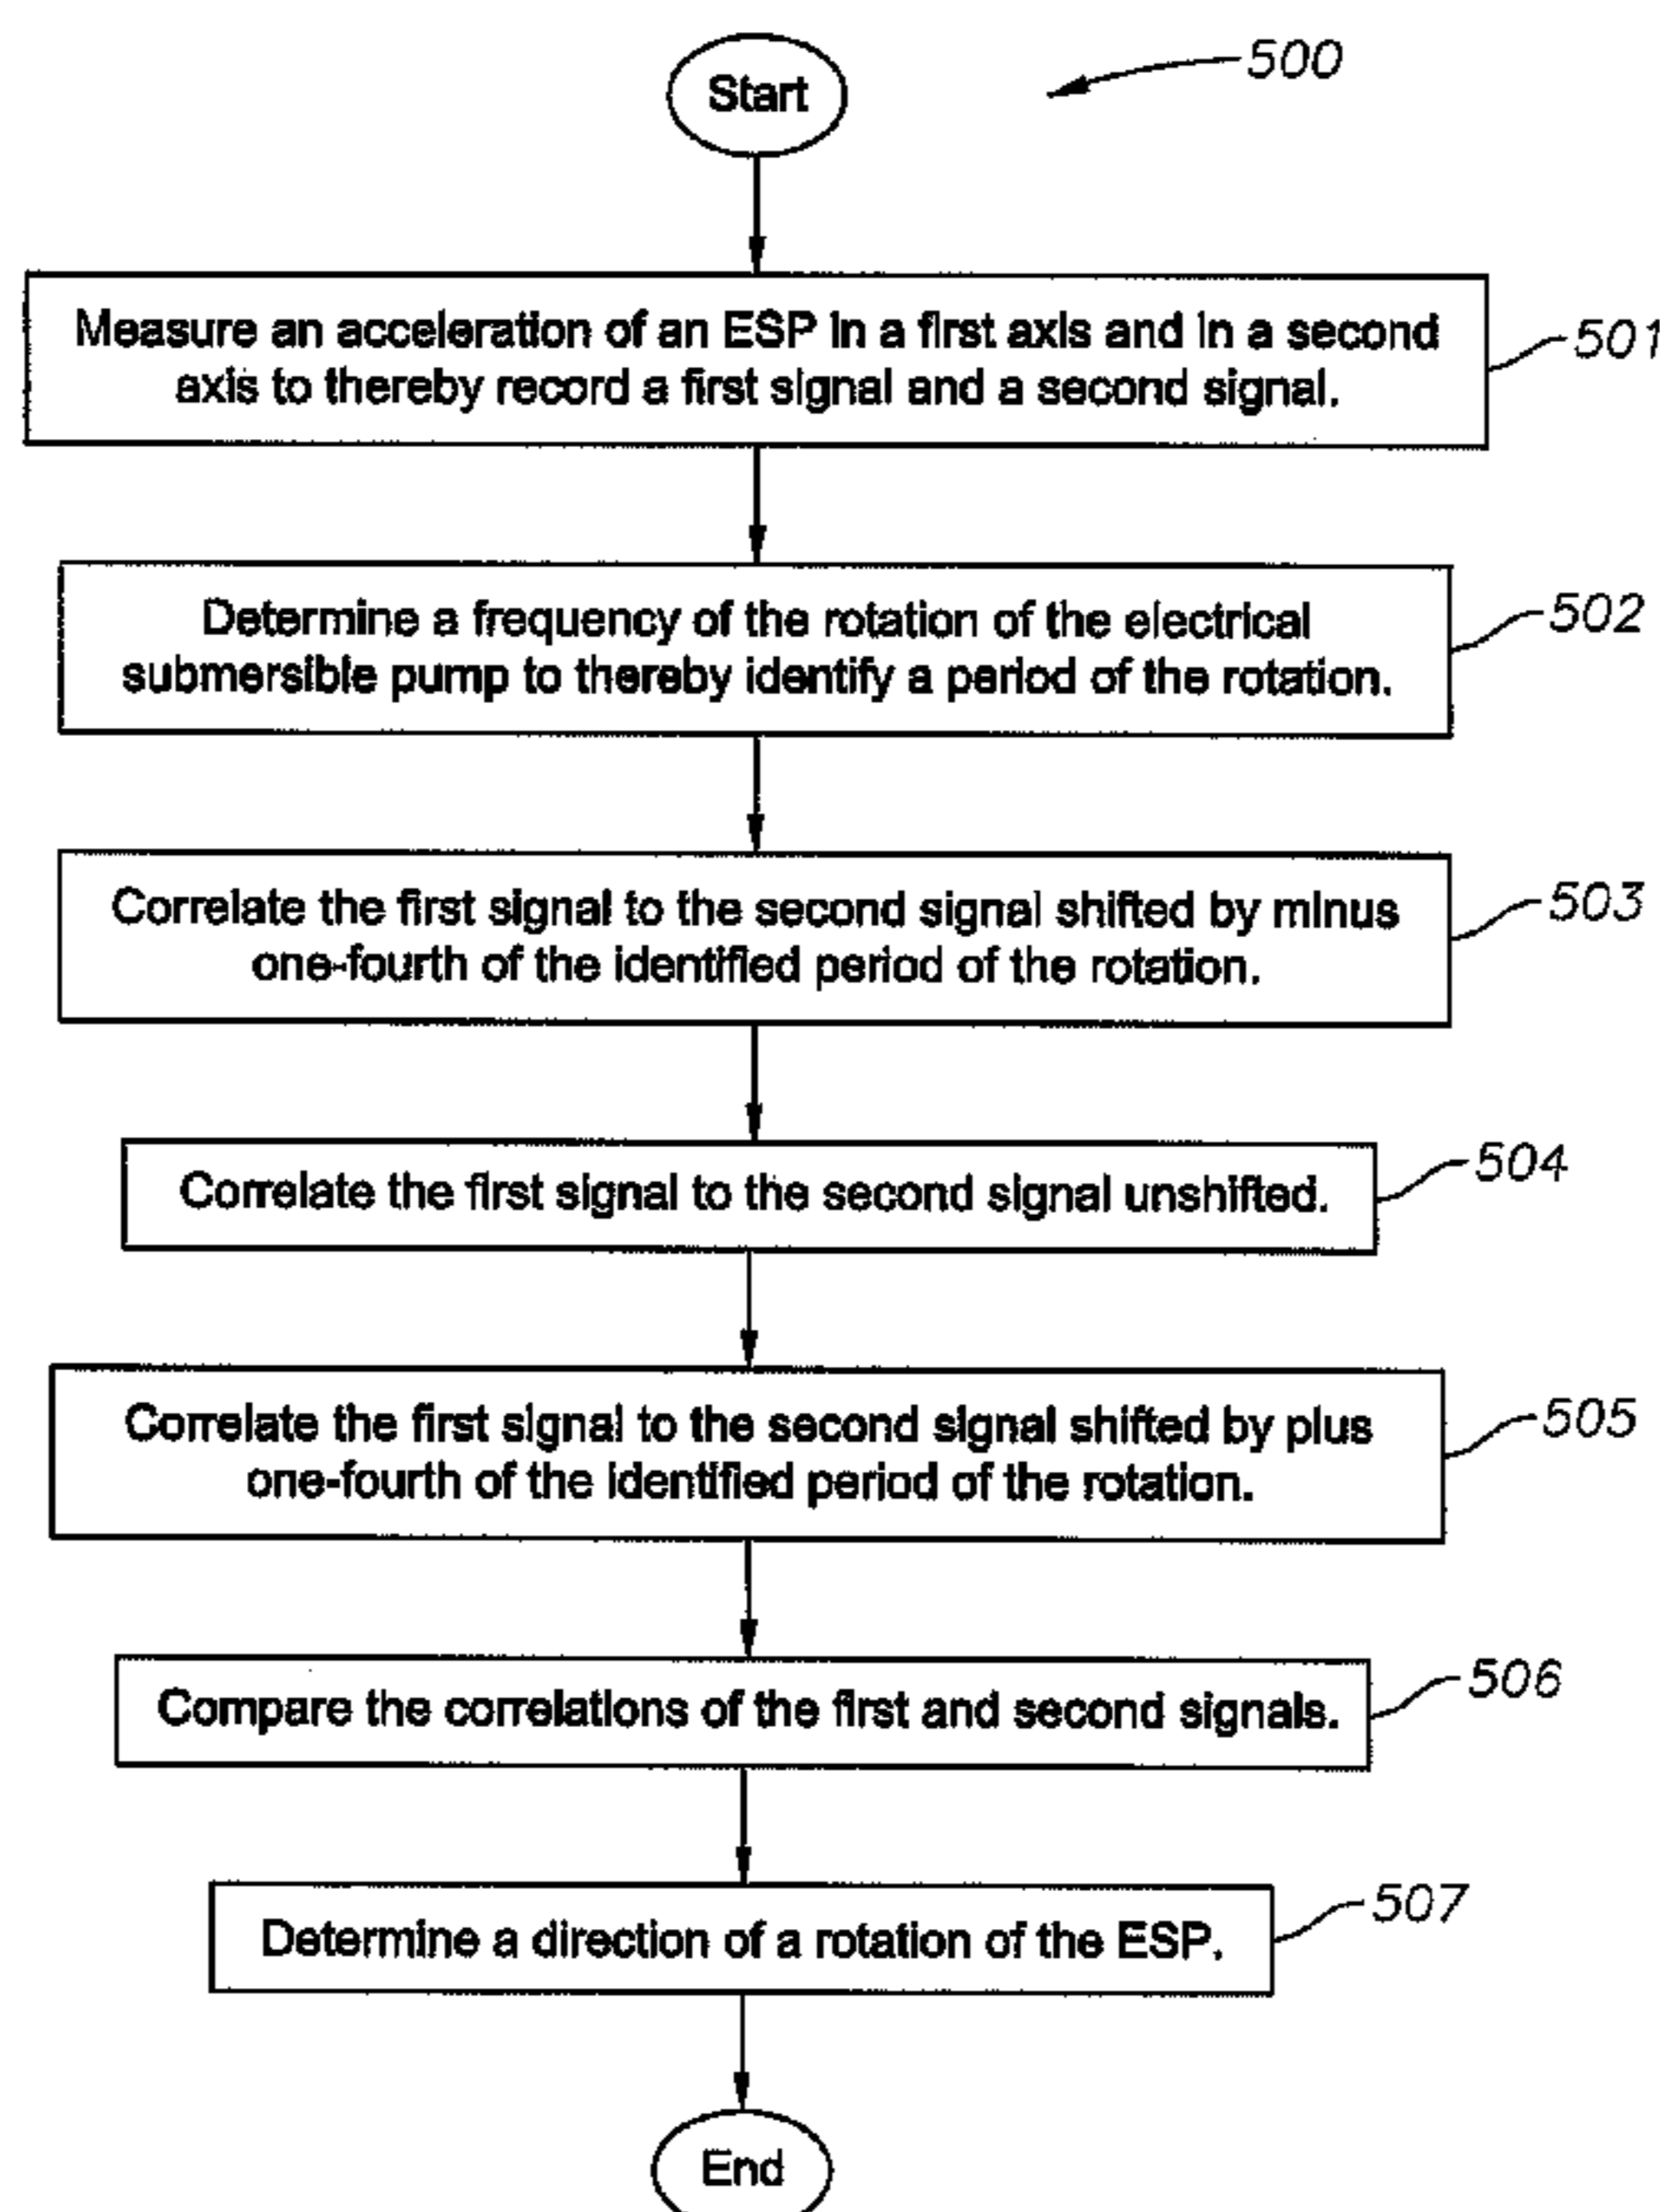 Start
500
Measure an acceleration of an ESP in a first axis and in a second
axis to thereby record a first signal and a second signal.
501
Determine a frequency of the rotation of the electrical
submersible pump to thereby identify a period of the rotation.
502
Correlate the first signal to the second signal shifted by minus
one-fourth of the identified period of the rotation.
503
Correlate the first signal to the second signal unshifted.
504
Correlate the first signal to the second signal shifted by plus
one-fourth of the identified period of the rotation.
505
Compare the correlations of the first and second signals.
506
Determine a direction of a rotation of the ESP.
507
End